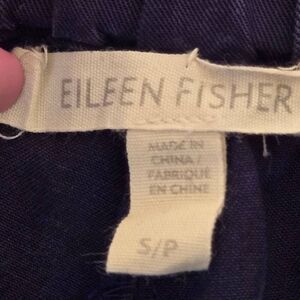 EILEEN FISHER
MADE IN
CHINA /
FABRIQUÉ
EN CHINE
S/P